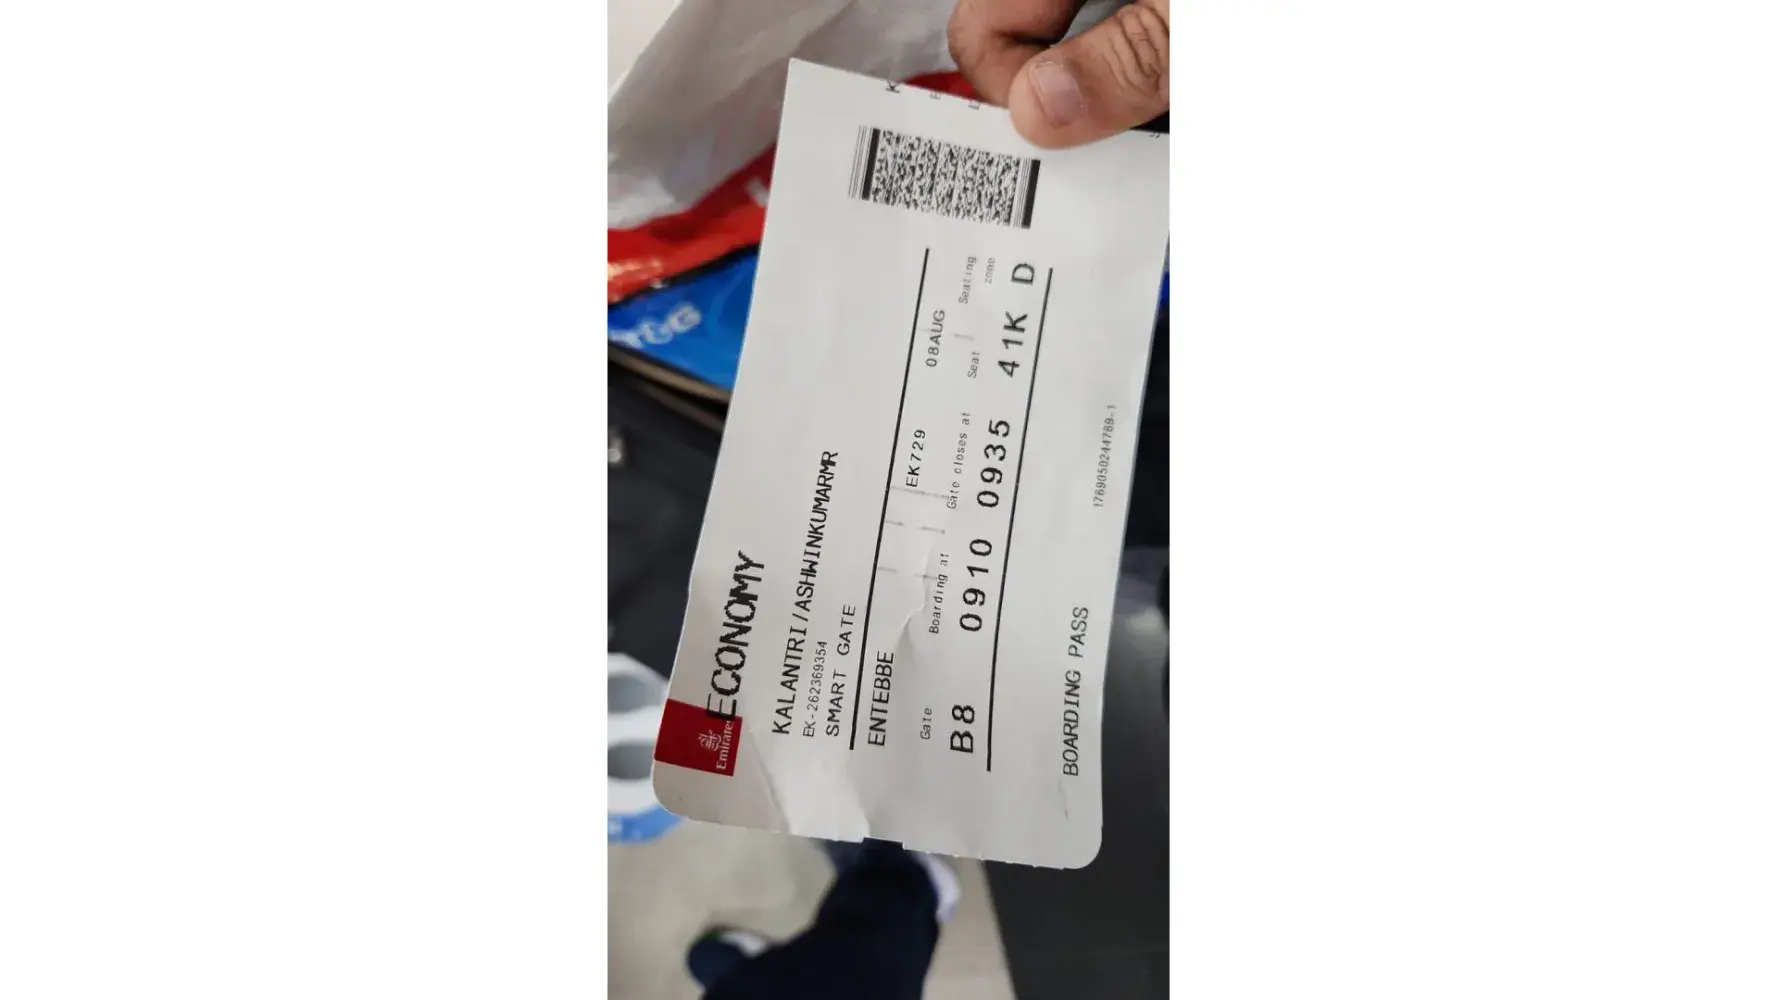 Emirates
ECONOMY
KALANTRI/ASHWINKUMARMR
EK-262369354
SMART GATE
ENTEBBE EK729 08AUG
Gate Boarding at Gate closes at Seat Seating zone
B8 0910 0935 41K D
BOARDING PASS 1769050244769-1